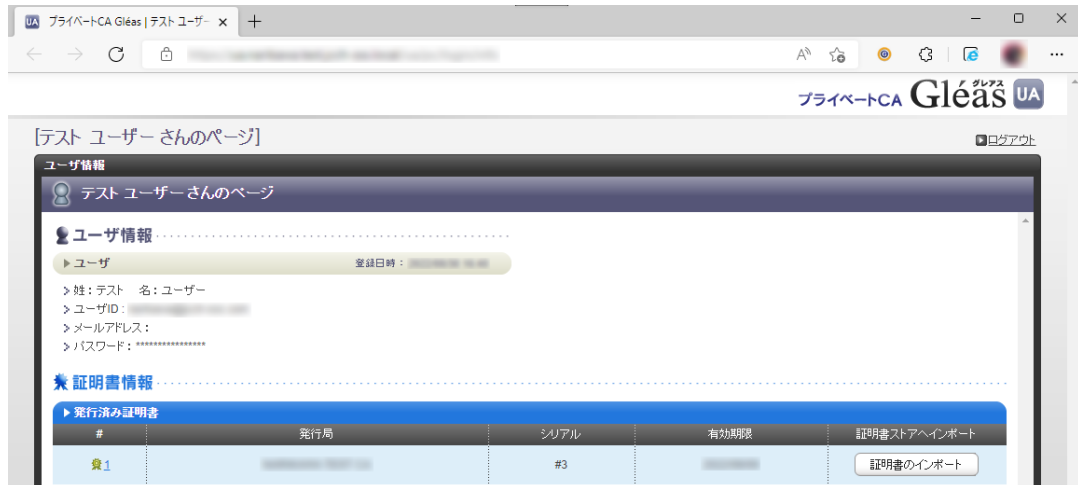 UA プライベートCA Gléas | テスト ユーザー
プライベートCA Gléas グレアス UA
[テスト ユーザー さんのページ] ログアウト
ユーザ情報
テスト ユーザー さんのページ
ユーザ情報
ユーザ 登録日時：
姓：テスト 名：ユーザー
ユーザID：
メールアドレス：
パスワード：***************
証明書情報
発行済み証明書
# 発行局 シリアル 有効期限 証明書ストアへインポート
1 #3 証明書のインポート